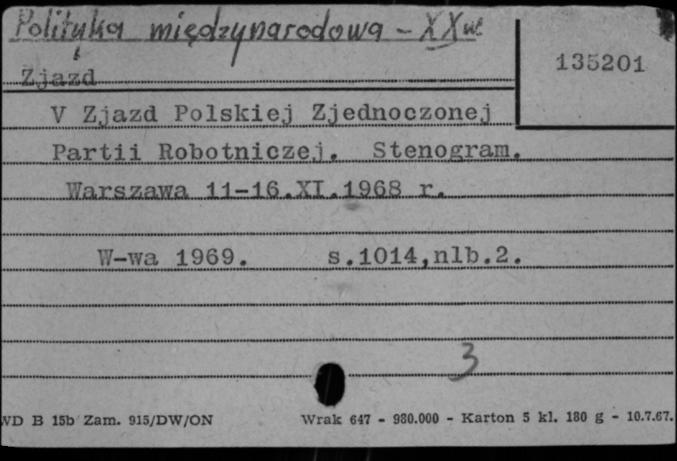 Polityka międzynarodowa - XX w.
135201
Zjazd
V Zjazd Polskiej Zjednoczonej
Partii Robotniczej. Stenogram.
Warszawa 11-16.XI.1968 r.
W-wa 1969. s.1014,nlb.2.
3
WD B 15b Zam. 915/DW/ON Wrak 647 - 980.000 - Karton 5 kl. 180 g - 10.7.67.